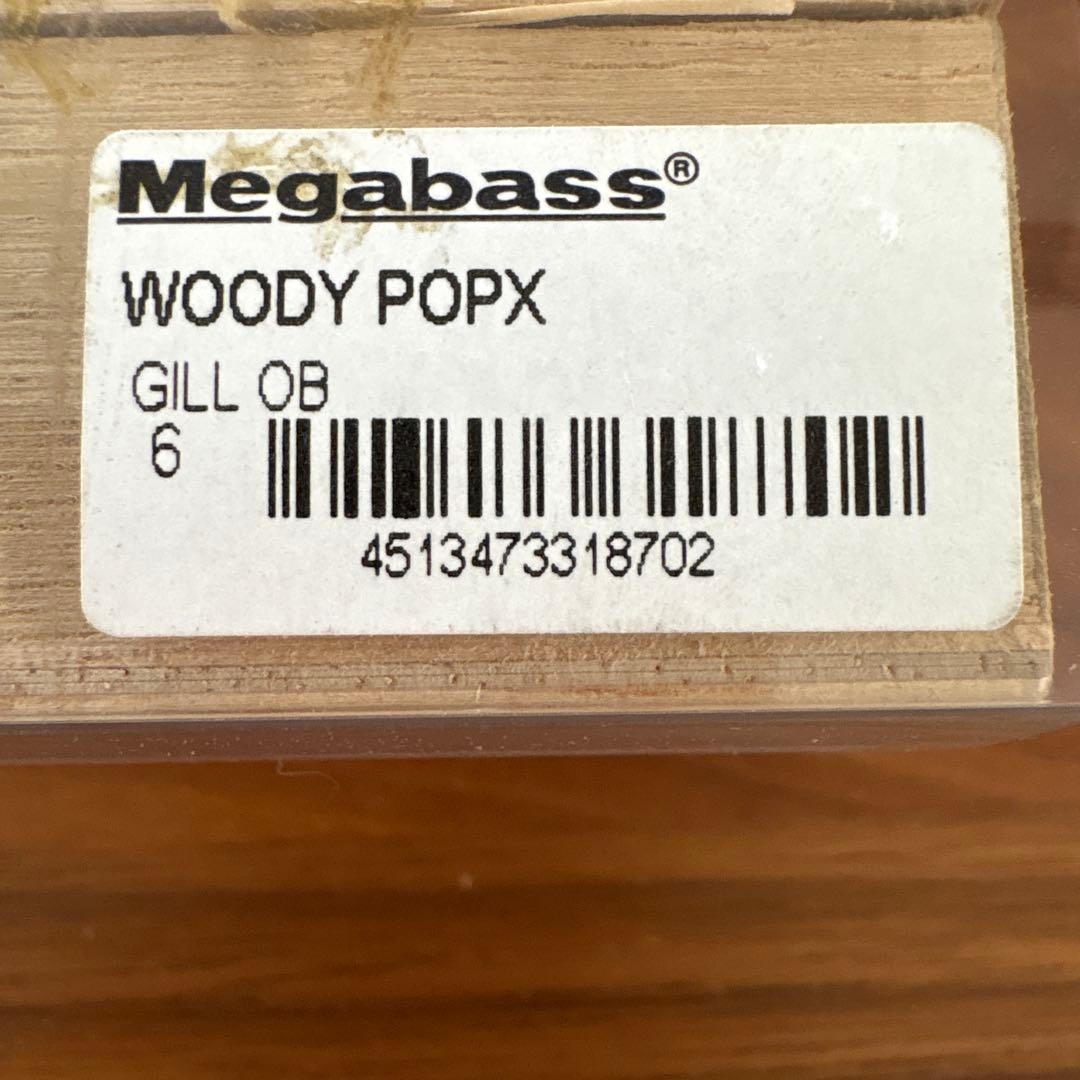 Megabass®
WOODY POPX
GILL OB
6
4513473318702